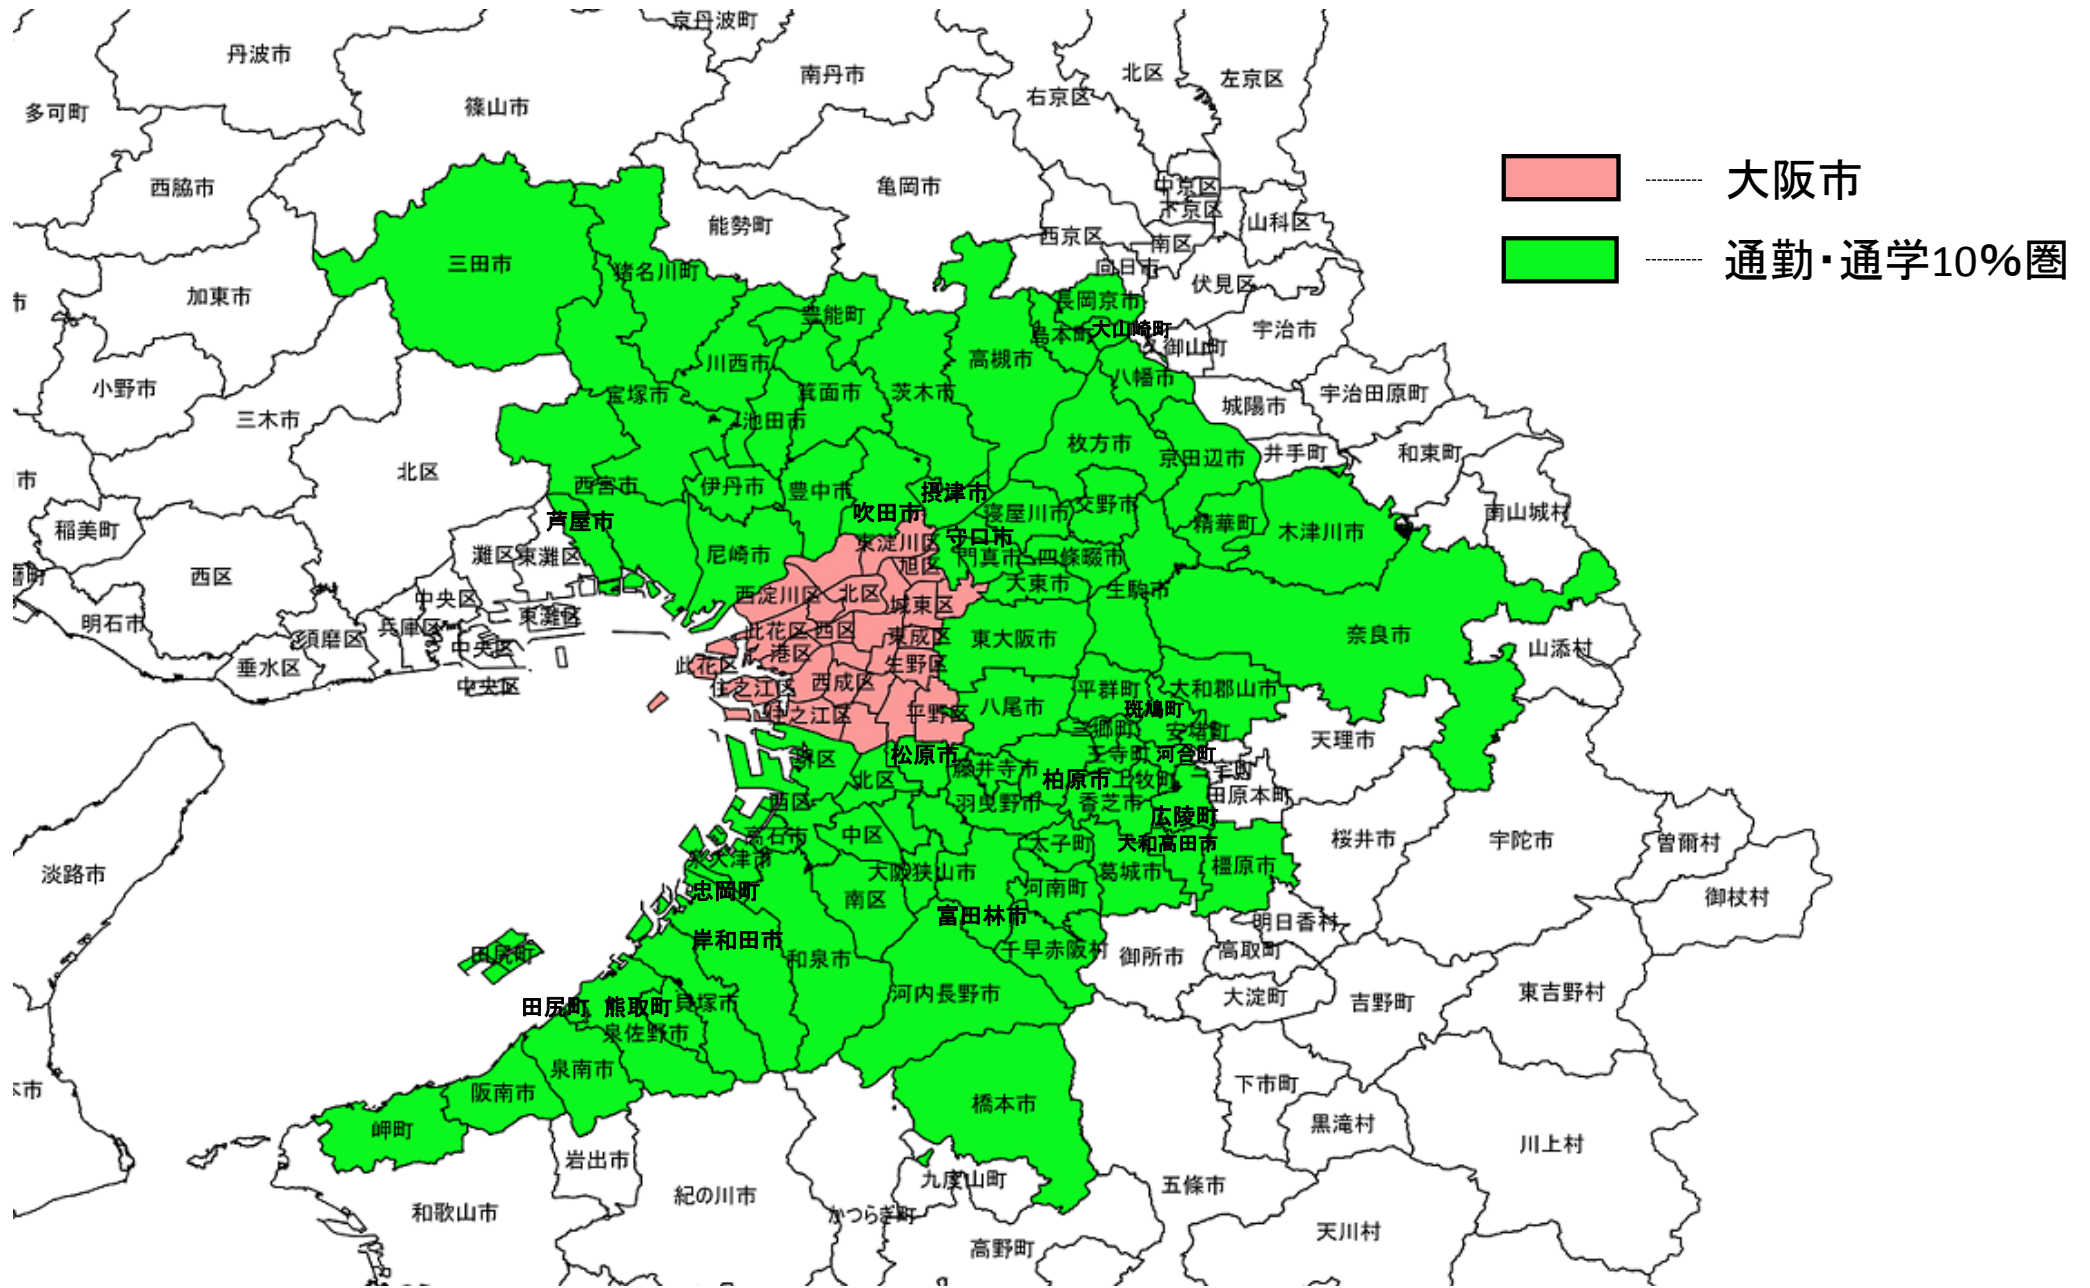 京丹波町
丹波市
南丹市
北区
左京区
右京区
多可町
篠山市
大阪市
西脇市
亀岡市
中京区
下京区
能勢町
山科区
西京区
南区
通勤・通学10%圏
三田市
猪名川町
向日市
伏見区
加東市
市
長岡京市
豊能町
大山崎町
島本町
宇治市
久御山町
川西市
高槻市
八幡市
小野市
宝塚市
箕面市
茨木市
宇治田原町
城陽市
三木市
池田市
枚方市
京田辺市
井手町
和束町
北区
市
西宮市
伊丹市
豊中市
摂津市
交野市
吹田市
寝屋川市
南山城村
芦屋市
精華町
木津川市
稲美町
守口市
東淀川区
灘区
東灘区
尼崎市
門真市
四條畷市
旭区
西区
大東市
生駒市
西淀川区
北区
中央区
城東区
東灘区
明石市
兵庫区
此花区
西区
東成区
東大阪市
奈良市
須磨区
中央区
港区
山添村
垂水区
此花区
生野区
中央区
住之江区
西成区
平群町
大和郡山市
斑鳩町
住之江区
平野区
八尾市
三郷町
安堵町
天理市
堺区
松原市
王寺町
河合町
藤井寺市
三宅町
北区
柏原市
上牧町
田原本町
西区
羽曳野市
香芝市
広陵町
高石市
中区
太子町
大和高田市
桜井市
宇陀市
曽爾村
泉大津市
淡路市
大阪狭山市
葛城市
橿原市
忠岡町
河南町
南区
御杖村
富田林市
明日香村
岸和田市
千早赤阪村
高取町
田尻町
和泉市
御所市
河内長野市
大淀町
吉野町
東吉野村
田尻町
熊取町
貝塚市
泉佐野市
泉南市
下市町
阪南市
橋本市
岬町
黒滝村
川上村
岩出市
九度山町
五條市
紀の川市
和歌山市
かつらぎ町
天川村
高野町